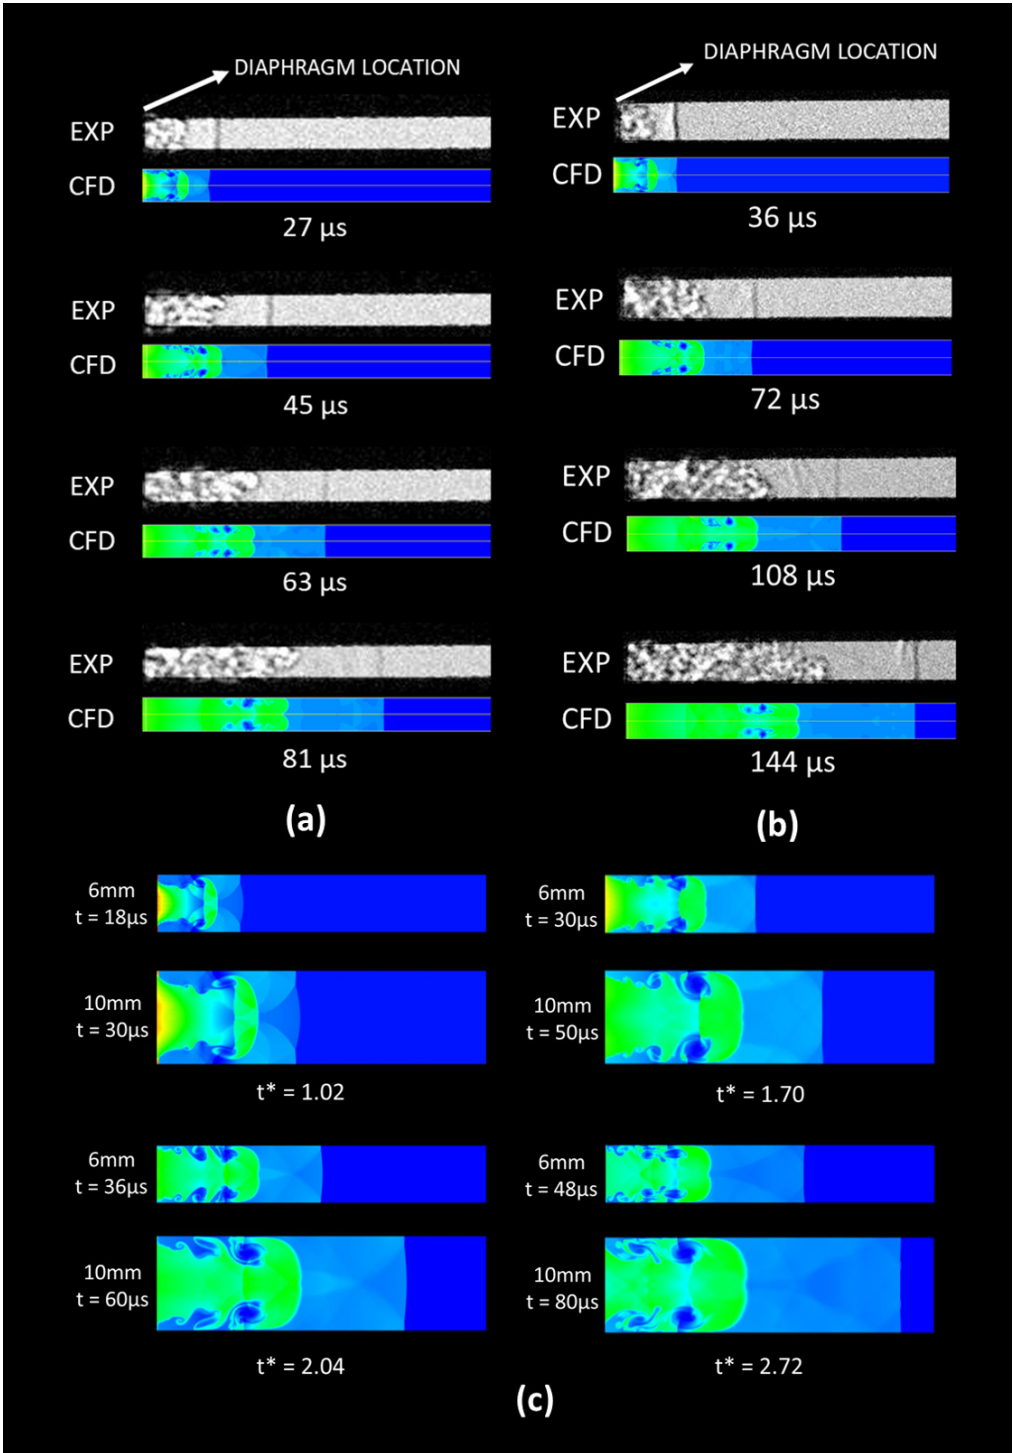 DIAPHRAGM LOCATION
EXP
CFD
27 µs
EXP
CFD
45 µs
EXP
CFD
63 µs
EXP
CFD
81 µs
(a)
DIAPHRAGM LOCATION
EXP
CFD
36 µs
EXP
CFD
72 µs
EXP
CFD
108 µs
EXP
CFD
144 µs
(b)
6mm
t = 18µs
10mm
t = 30µs
t* = 1.02
6mm
t = 30µs
10mm
t = 50µs
t* = 1.70
6mm
t = 36µs
10mm
t = 60µs
t* = 2.04
6mm
t = 48µs
10mm
t = 80µs
t* = 2.72
(c)